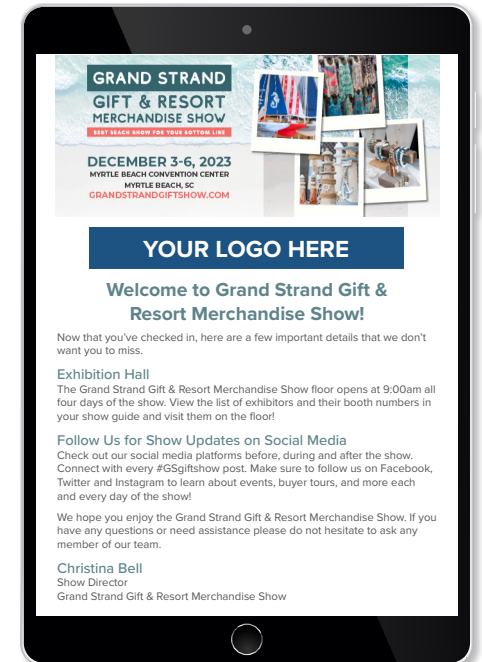 GRAND STRAND
GIFT & RESORT
MERCHANDISE SHOW
BEST BEACH SHOW FOR YOUR BOTTOM LINE
DECEMBER 3-6, 2023
MYRTLE BEACH CONVENTION CENTER
MYRTLE BEACH, SC
GRANDSTRANDGIFTSHOW.COM
YOUR LOGO HERE
Welcome to Grand Strand Gift &
Resort Merchandise Show!
Now that you've checked in, here are a few important details that we don't
want you to miss.
Exhibition Hall
The Grand Strand Gift & Resort Merchandise Show floor opens at 9:00am all
four days of the show. View the list of exhibitors and their booth numbers in
your show guide and visit them on the floor!
Follow Us for Show Updates on Social Media
Check out our social media platforms before, during and after the show.
Connect with every #GSgiftshow post. Make sure to follow us on Facebook,
Twitter and Instagram to learn about events, buyer tours, and more each
and every day of the show!
We hope you enjoy the Grand Strand Gift & Resort Merchandise Show. If you
have any questions or need assistance please do not hesitate to ask any
member of our team.
Christina Bell
Show Director
Grand Strand Gift & Resort Merchandise Show